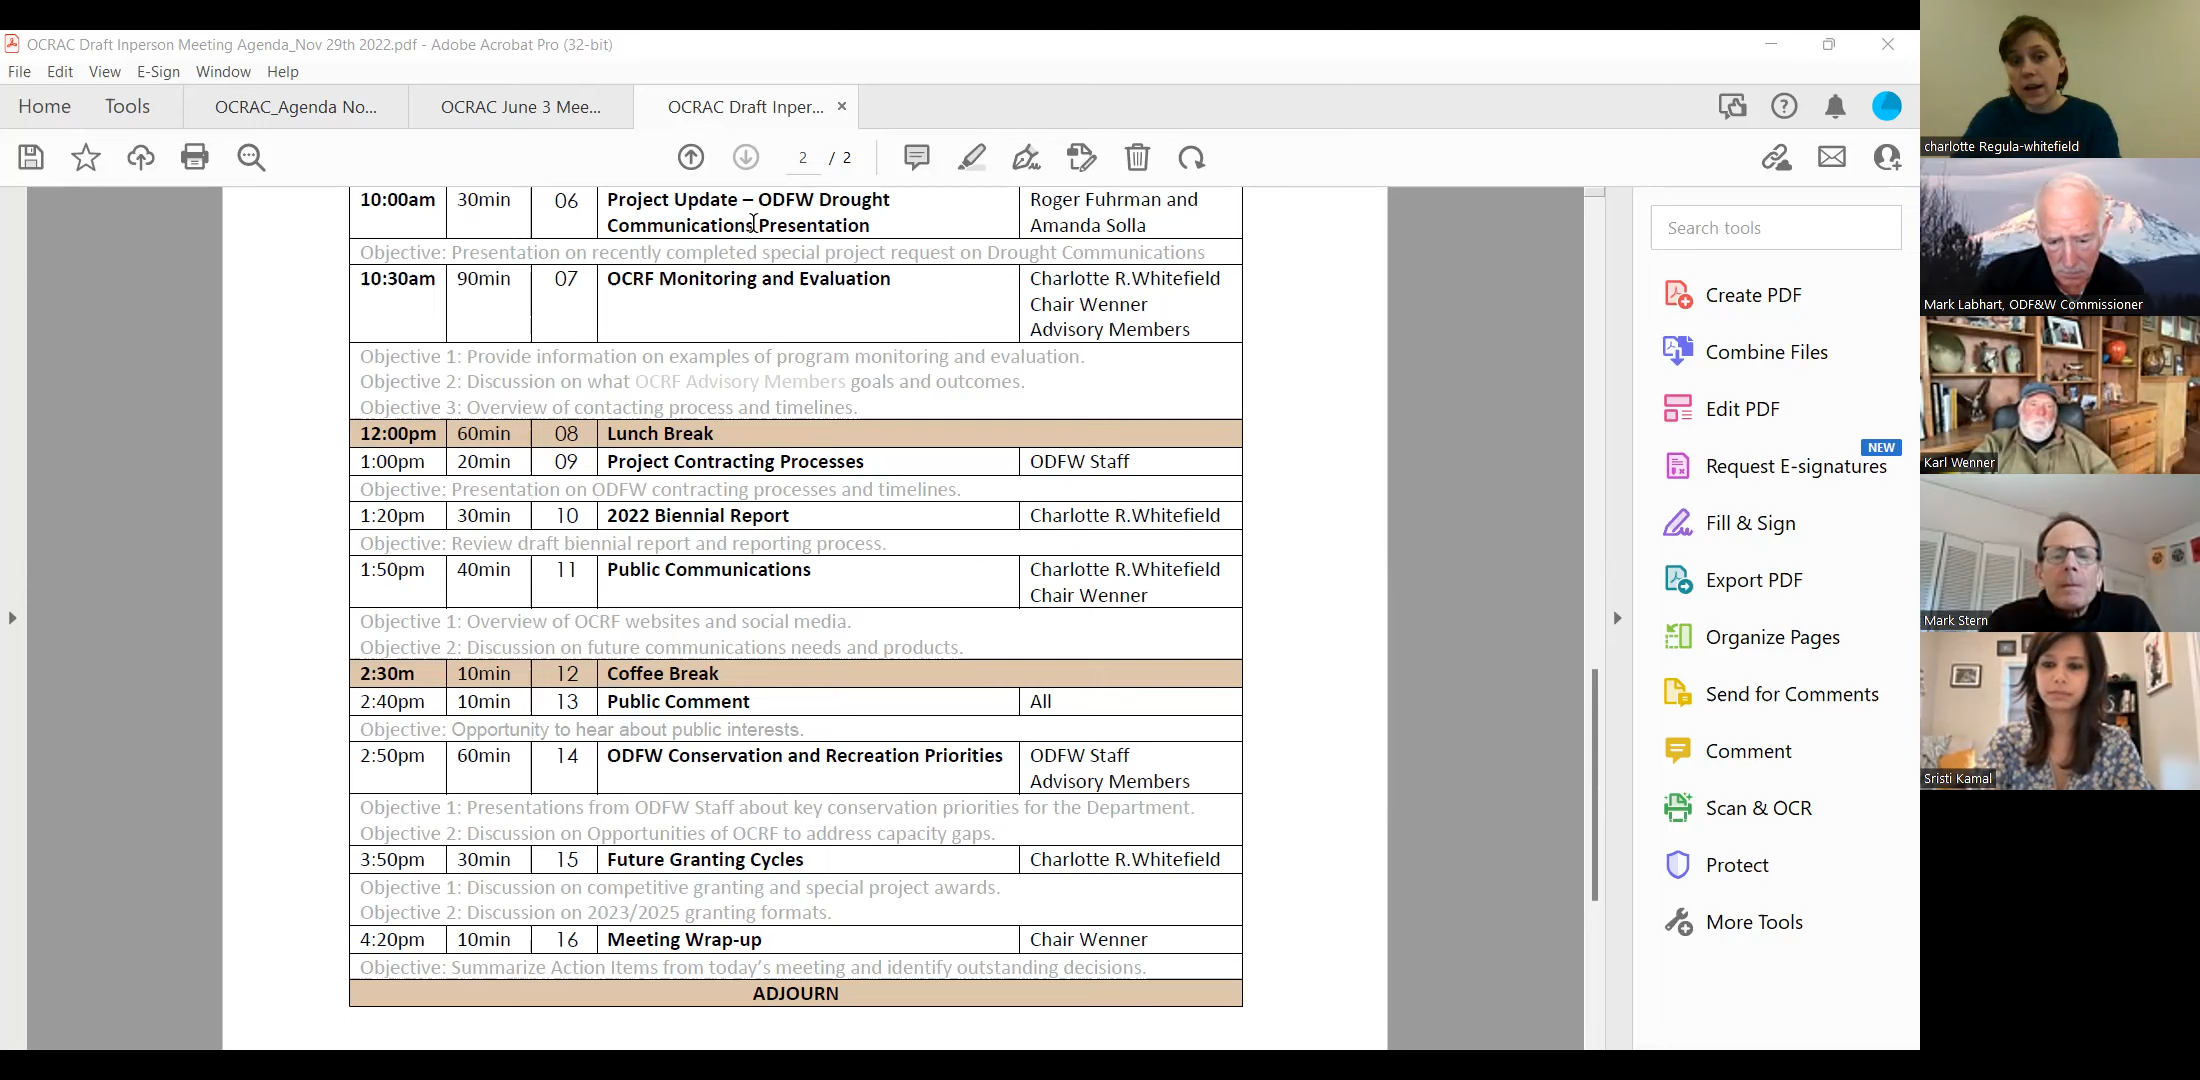 OCRAC Draft Inperson Meeting Agenda_Nov 29th 2022.pdf - Adobe Acrobat Pro (32-bit)
File Edit View E-Sign Window Help
Home Tools OCRAC_Agenda No... OCRAC June 3 Mee... OCRAC Draft Inper... ×
2 / 2
10:00am 30min 06 Project Update – ODFW Drought Roger Fuhrman and
Communications Presentation Amanda Solla
Objective: Presentation on recently completed special project request on Drought Communications
10:30am 90min 07 OCRF Monitoring and Evaluation Charlotte R.Whitefield
Chair Wenner
Advisory Members
Objective 1: Provide information on examples of program monitoring and evaluation.
Objective 2: Discussion on what OCRF Advisory Members goals and outcomes.
Objective 3: Overview of contacting process and timelines.
12:00pm 60min 08 Lunch Break
1:00pm 20min 09 Project Contracting Processes ODFW Staff
Objective: Presentation on ODFW contracting processes and timelines.
1:20pm 30min 10 2022 Biennial Report Charlotte R.Whitefield
Objective: Review draft biennial report and reporting process.
1:50pm 40min 11 Public Communications Charlotte R.Whitefield
Chair Wenner
Objective 1: Overview of OCRF websites and social media.
Objective 2: Discussion on future communications needs and products.
2:30m 10min 12 Coffee Break
2:40pm 10min 13 Public Comment All
Objective: Opportunity to hear about public interests.
2:50pm 60min 14 ODFW Conservation and Recreation Priorities ODFW Staff
Advisory Members
Objective 1: Presentations from ODFW Staff about key conservation priorities for the Department.
Objective 2: Discussion on Opportunities of OCRF to address capacity gaps.
3:50pm 30min 15 Future Granting Cycles Charlotte R.Whitefield
Objective 1: Discussion on competitive granting and special project awards.
Objective 2: Discussion on 2023/2025 granting formats.
4:20pm 10min 16 Meeting Wrap-up Chair Wenner
Objective: Summarize Action Items from today's meeting and identify outstanding decisions.
ADJOURN
Search tools
Create PDF
Combine Files
Edit PDF
NEW
Request E-signatures
Fill & Sign
Export PDF
Organize Pages
Send for Comments
Comment
Scan & OCR
Protect
More Tools
charlotte Regula-whitefield
Mark Labhart, ODF&W Commissioner
Karl Wenner
Mark Stern
Sristi Kamal